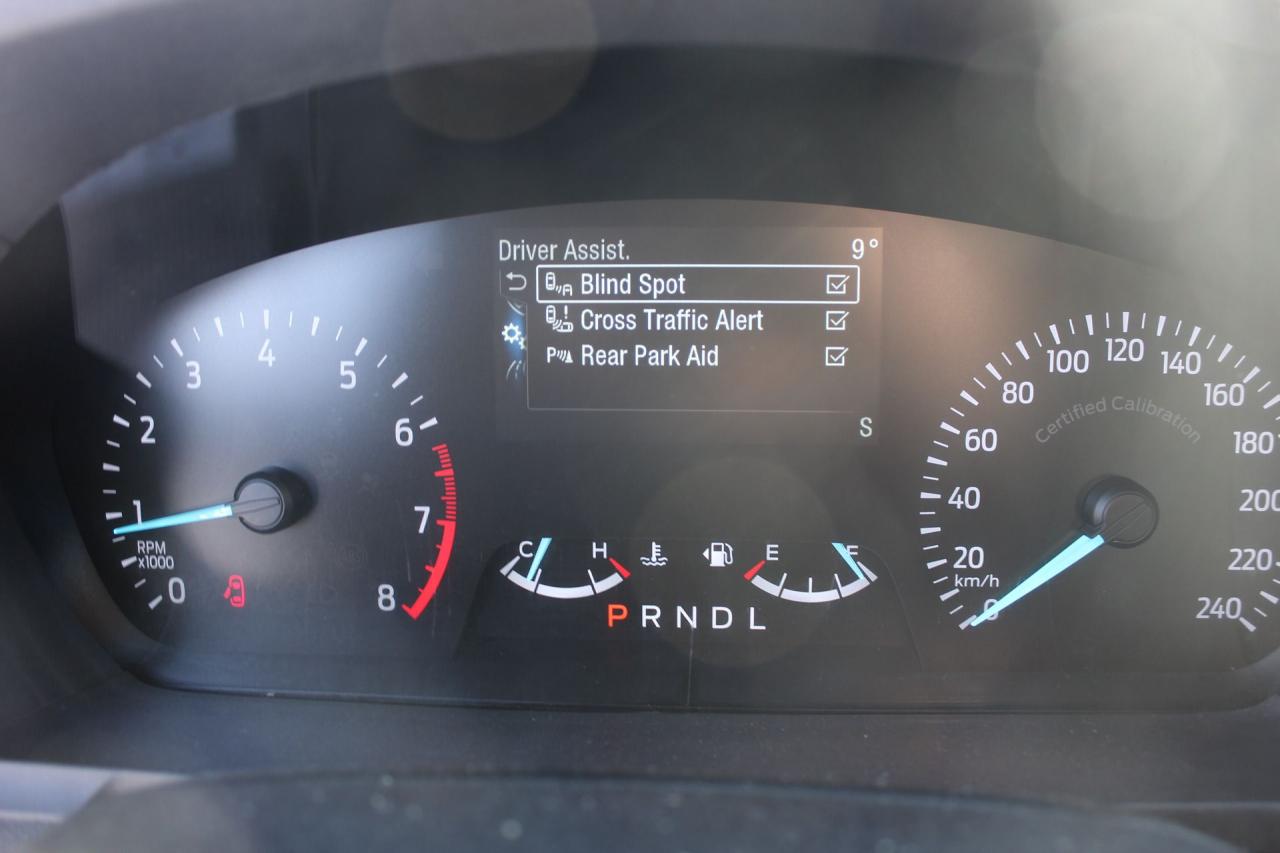 Driver Assist. 9°
Blind Spot
Cross Traffic Alert
P Rear Park Aid
S
0 1 2 3 4 5 6 7 8
RPM
x1000
C H
E F
P R N D L
0 20 40 60 80 100 120 140 160 180 200 220 240
km/h
Certified Calibration